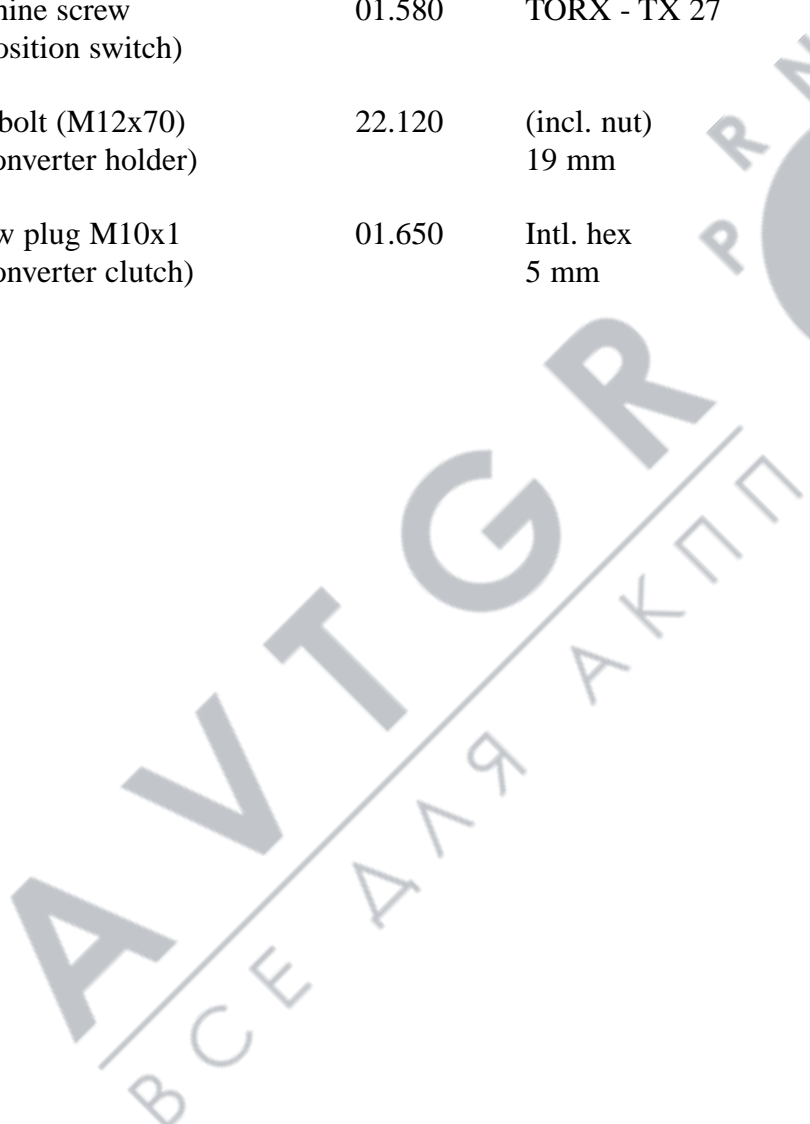 hine screw 01.580 TORX - TX 27
osition switch)
bolt (M12x70) 22.120 (incl. nut)
onverter holder) 19 mm
w plug M10x1 01.650 Intl. hex
onverter clutch) 5 mm
AVTGR
ВСЕ ДЛЯ АКПП
P R N